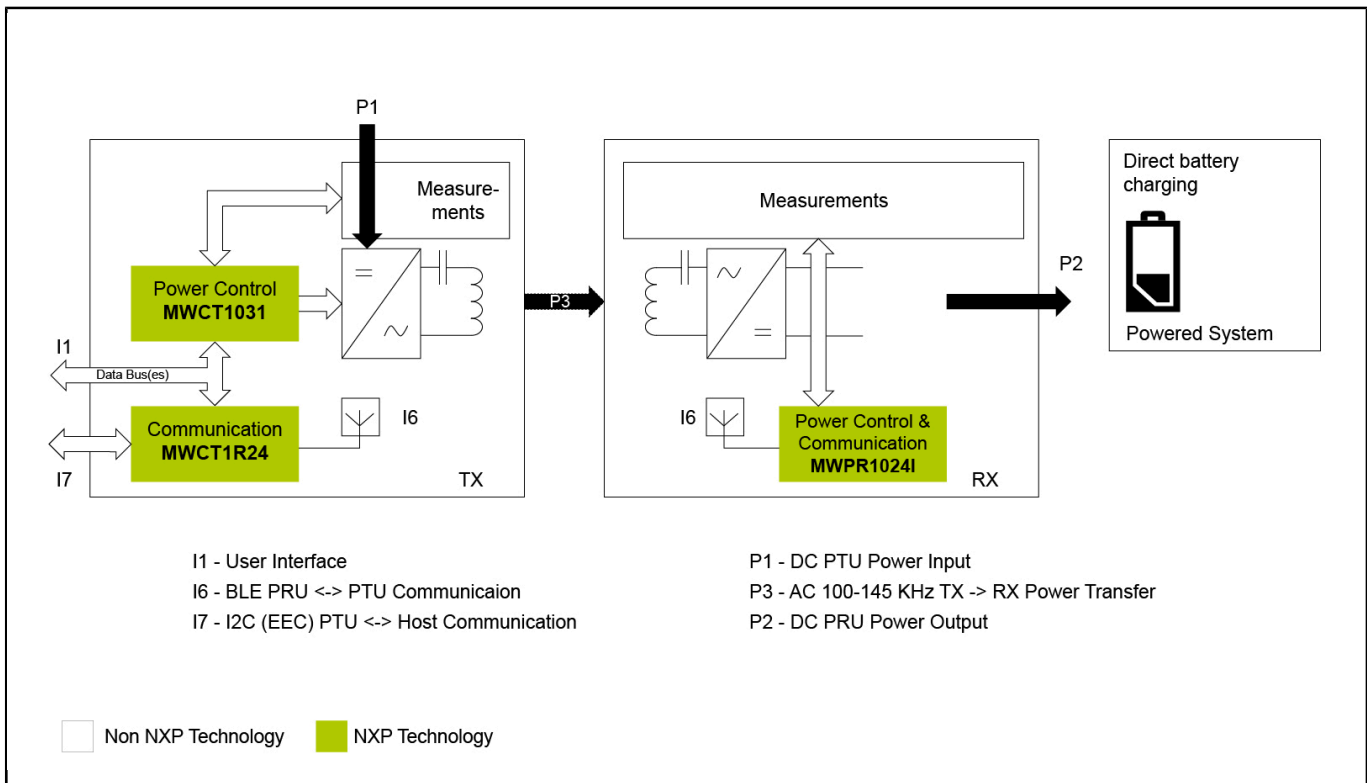 P1
Measure-
ments
Power Control
MWCT1031
I1
Data Bus(es)
Communication
MWCT1R24
I7
I6
TX
P3
Measurements
I6
Power Control &
Communication
MWPR1024I
RX
P2
Direct battery
charging
Powered System
I1 - User Interface
I6 - BLE PRU <-> PTU Communicaion
I7 - I2C (EEC) PTU <-> Host Communication
P1 - DC PTU Power Input
P3 - AC 100-145 KHz TX -> RX Power Transfer
P2 - DC PRU Power Output
Non NXP Technology
NXP Technology